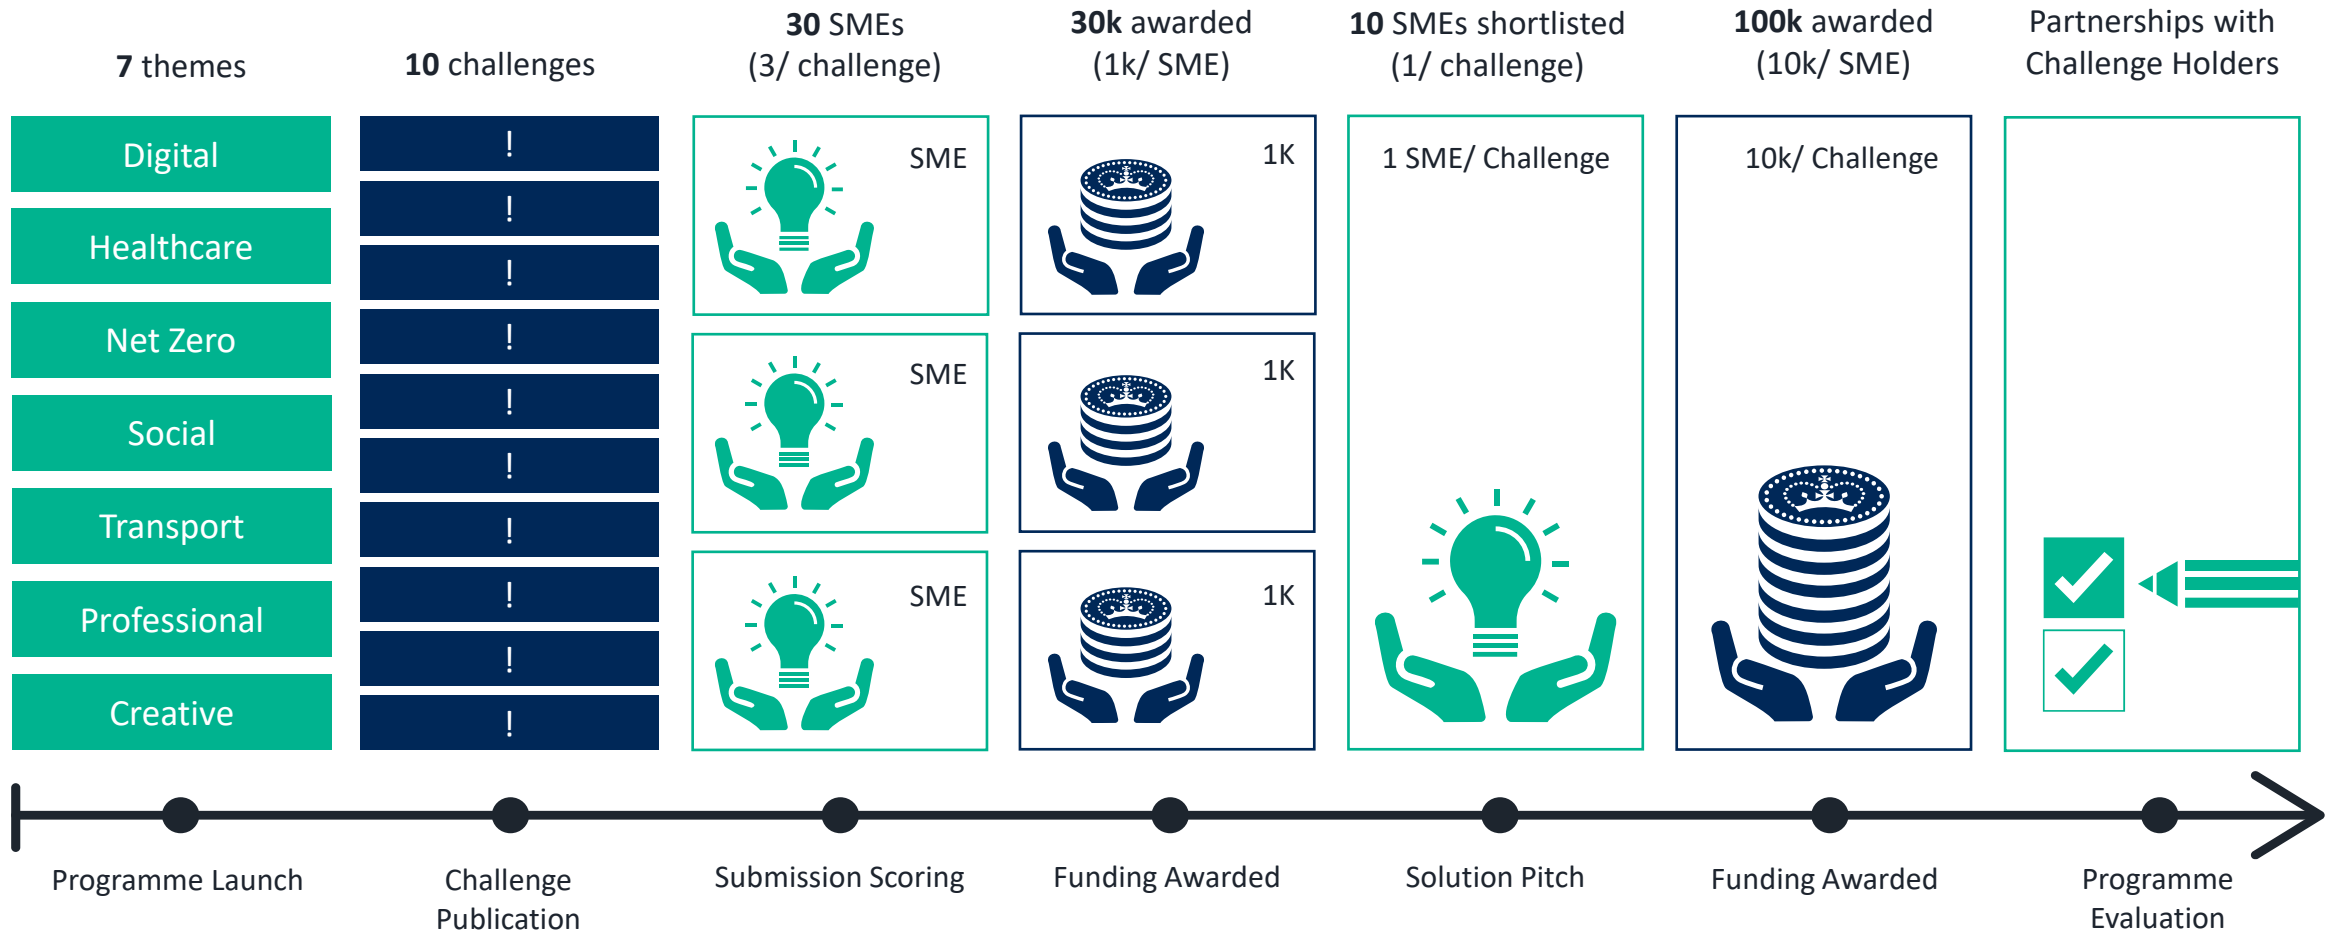 7 themes
10 challenges
30 SMEs
(3/ challenge)
30k awarded
(1k/ SME)
10 SMEs shortlisted
(1/ challenge)
100k awarded
(10k/ SME)
Partnerships with
Challenge Holders
Digital
Healthcare
Net Zero
Social
Transport
Professional
Creative
!
!
!
!
!
!
!
!
!
!
SME
SME
SME
1K
1K
1K
1 SME/ Challenge
10k/ Challenge
Programme Launch
Challenge
Publication
Submission Scoring
Funding Awarded
Solution Pitch
Funding Awarded
Programme
Evaluation